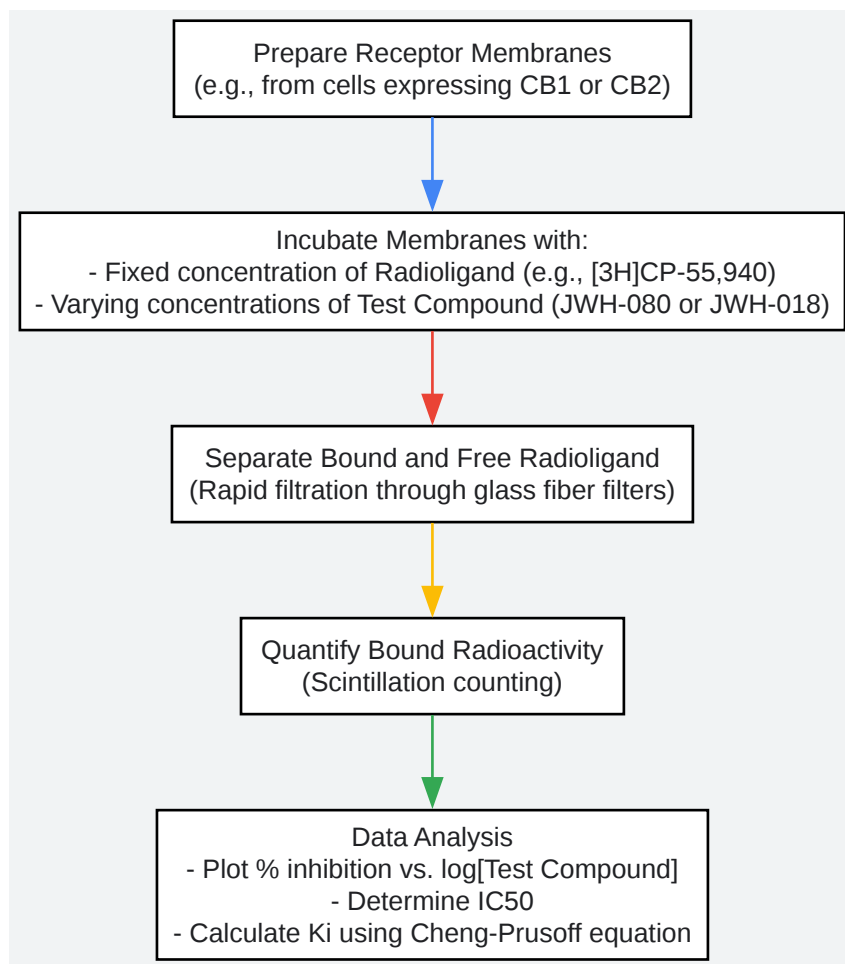 Prepare Receptor Membranes
(e.g., from cells expressing CB1 or CB2)
Incubate Membranes with:
- Fixed concentration of Radioligand (e.g., [3H]CP-55,940)
- Varying concentrations of Test Compound (JWH-080 or JWH-018)
Separate Bound and Free Radioligand
(Rapid filtration through glass fiber filters)
Quantify Bound Radioactivity
(Scintillation counting)
Data Analysis
- Plot % inhibition vs. log[Test Compound]
- Determine IC50
- Calculate Ki using Cheng-Prusoff equation